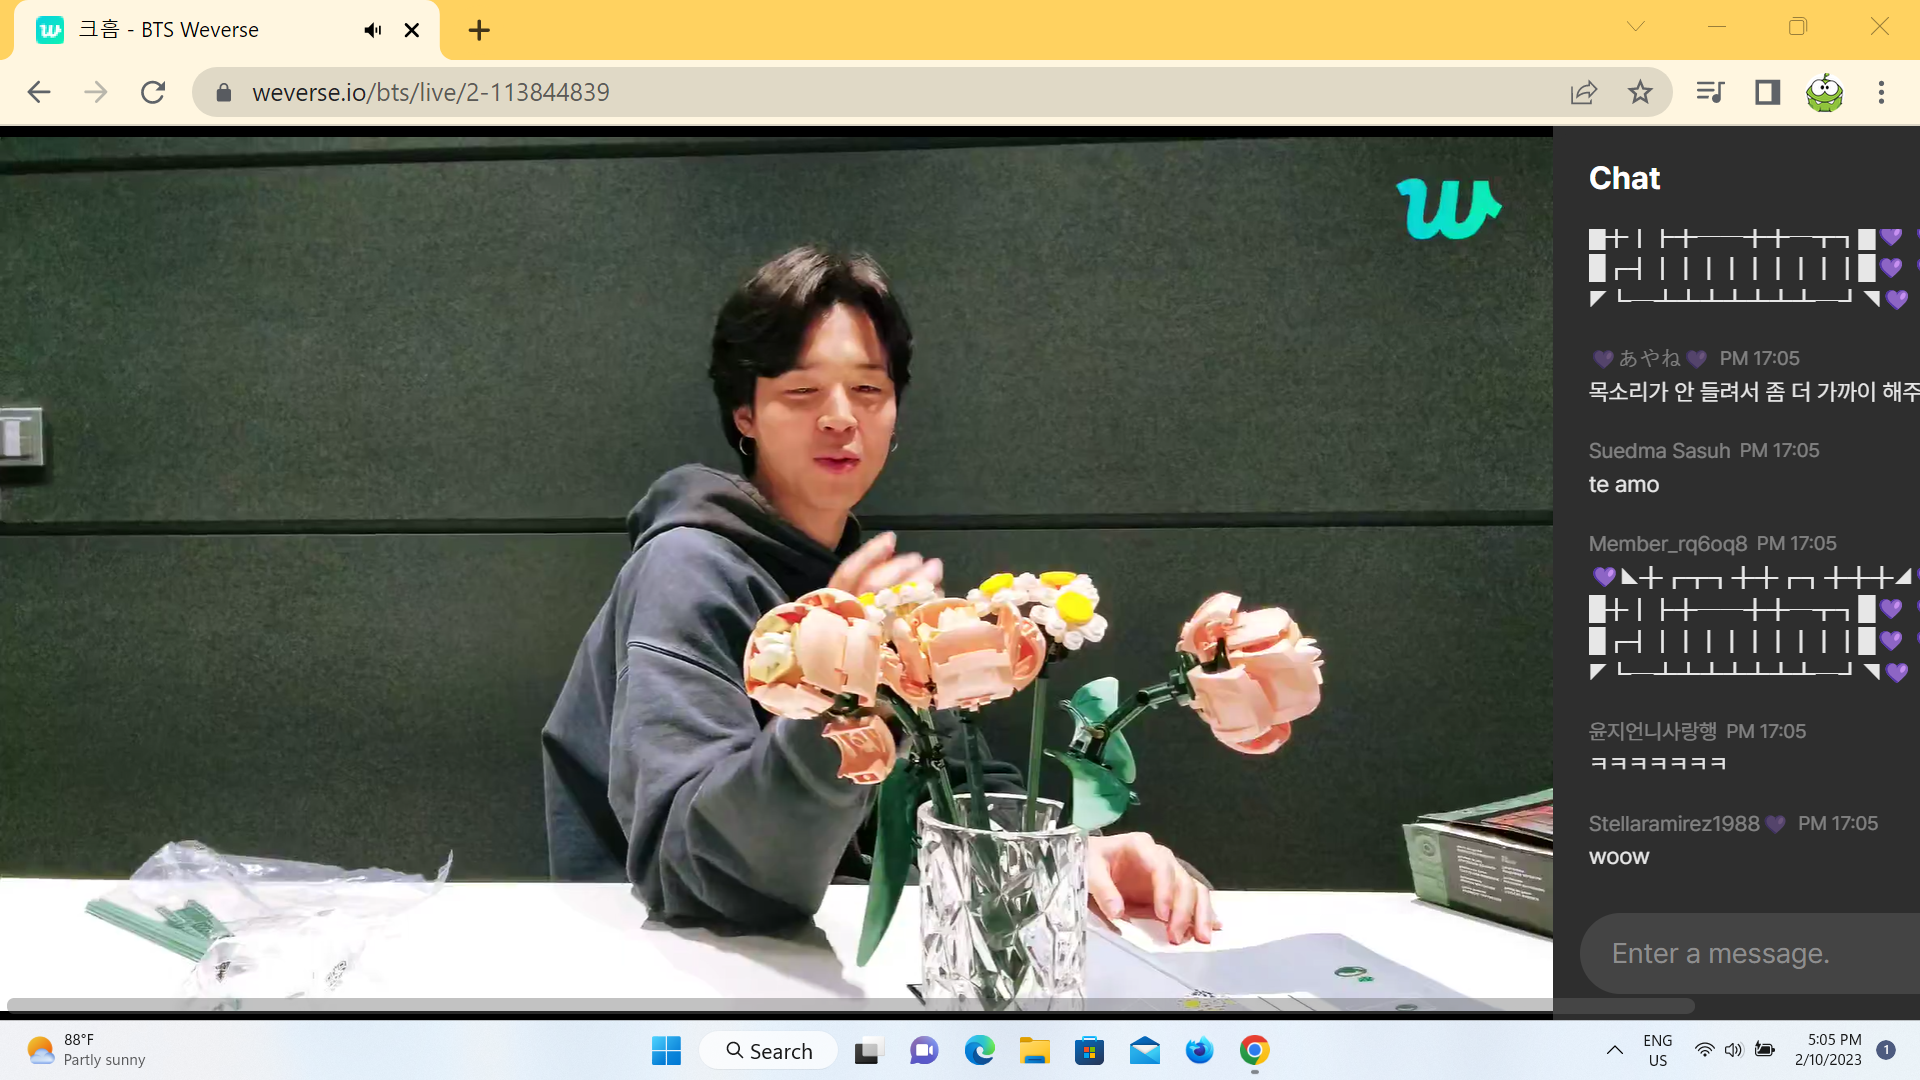 크흠 - BTS Weverse
weverse.io/bts/live/2-113844839
w
Chat
💜あやね💜 PM 17:05
목소리가 안 들려서 좀 더 가까이 해주
Suedma Sasuh PM 17:05
te amo
Member_rq6oq8 PM 17:05
윤지언니사랑행 PM 17:05
ㅋㅋㅋㅋㅋㅋㅋ
Stellaramirez1988💜 PM 17:05
woow
Enter a message.
88°F
Partly sunny
Search
ENG
US
5:05 PM
2/10/2023
1